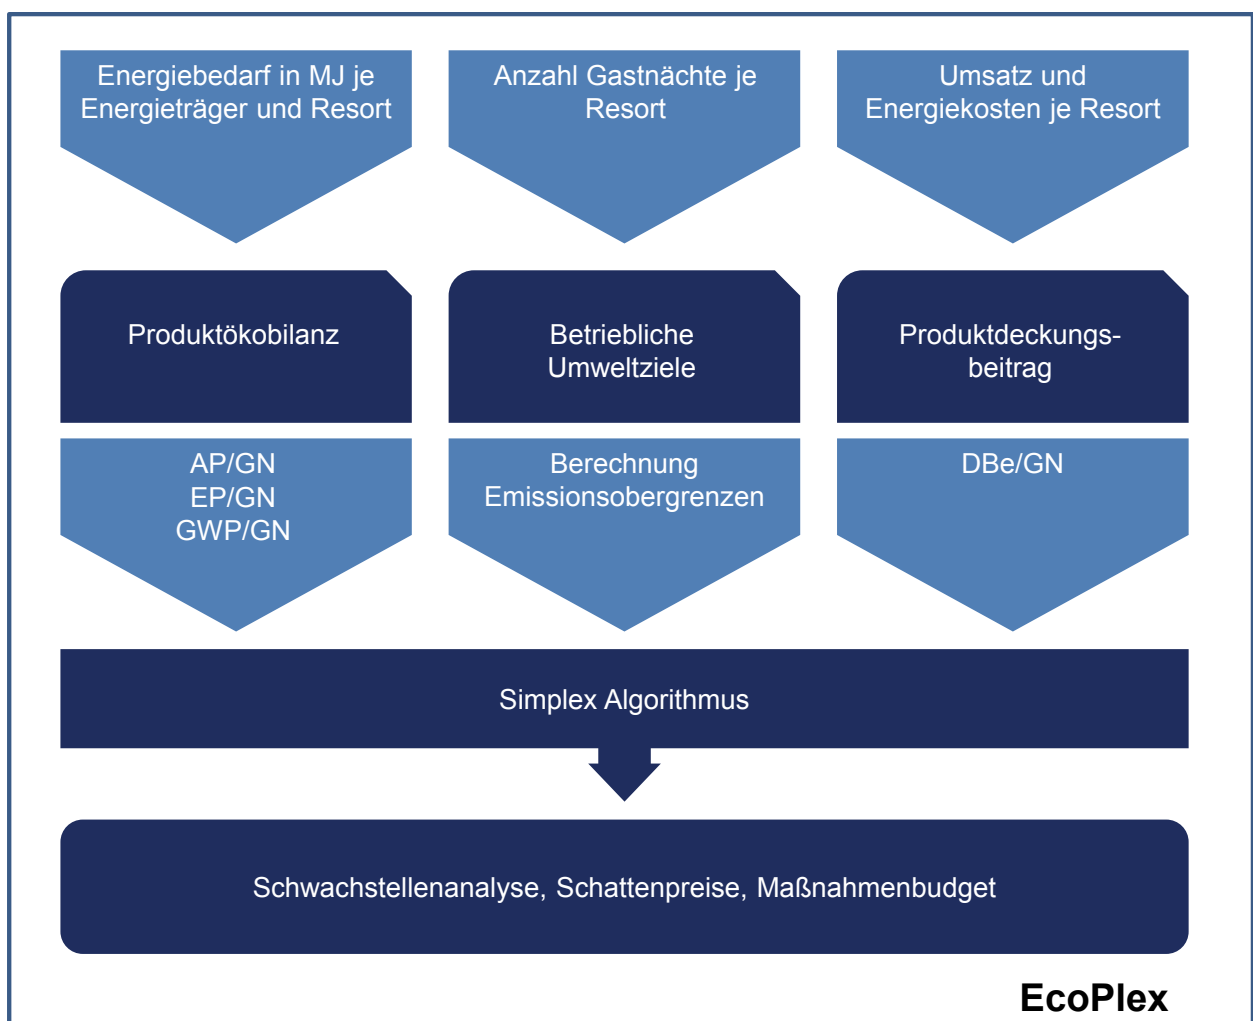 Energiebedarf in MJ je
Energieträger und Resort
Anzahl Gastnächte je
Resort
Umsatz und
Energiekosten je Resort
Produktökobilanz
Betriebliche
Umweltziele
Produktdeckungs-
beitrag
AP/GN
EP/GN
GWP/GN
Berechnung
Emissionsobergrenzen
DBe/GN
Simplex Algorithmus
Schwachstellenanalyse, Schattenpreise, Maßnahmenbudget
EcoPlex